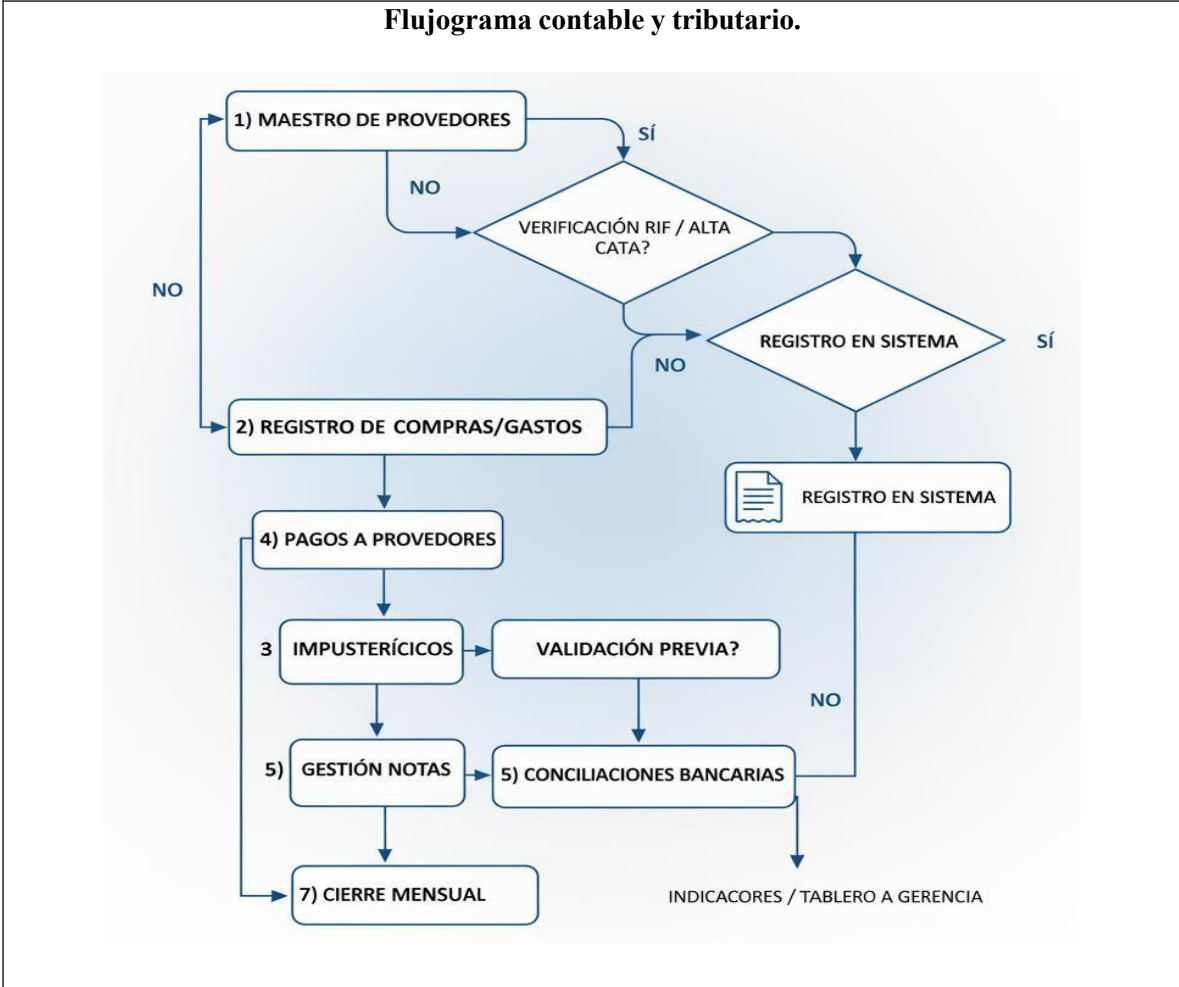 Flujograma contable y tributario.
1) MAESTRO DE PROVEDORES
SÍ
NO
VERIFICACIÓN RIF / ALTA
CATA?
NO
REGISTRO EN SISTEMA
SÍ
NO
2) REGISTRO DE COMPRAS/GASTOS
REGISTRO EN SISTEMA
4) PAGOS A PROVEDORES
3 IMPUSTERÍCICOS
VALIDACIÓN PREVIA?
NO
5) GESTIÓN NOTAS
5) CONCILIACIONES BANCARIAS
7) CIERRE MENSUAL
INDICACORES / TABLERO A GERENCIA